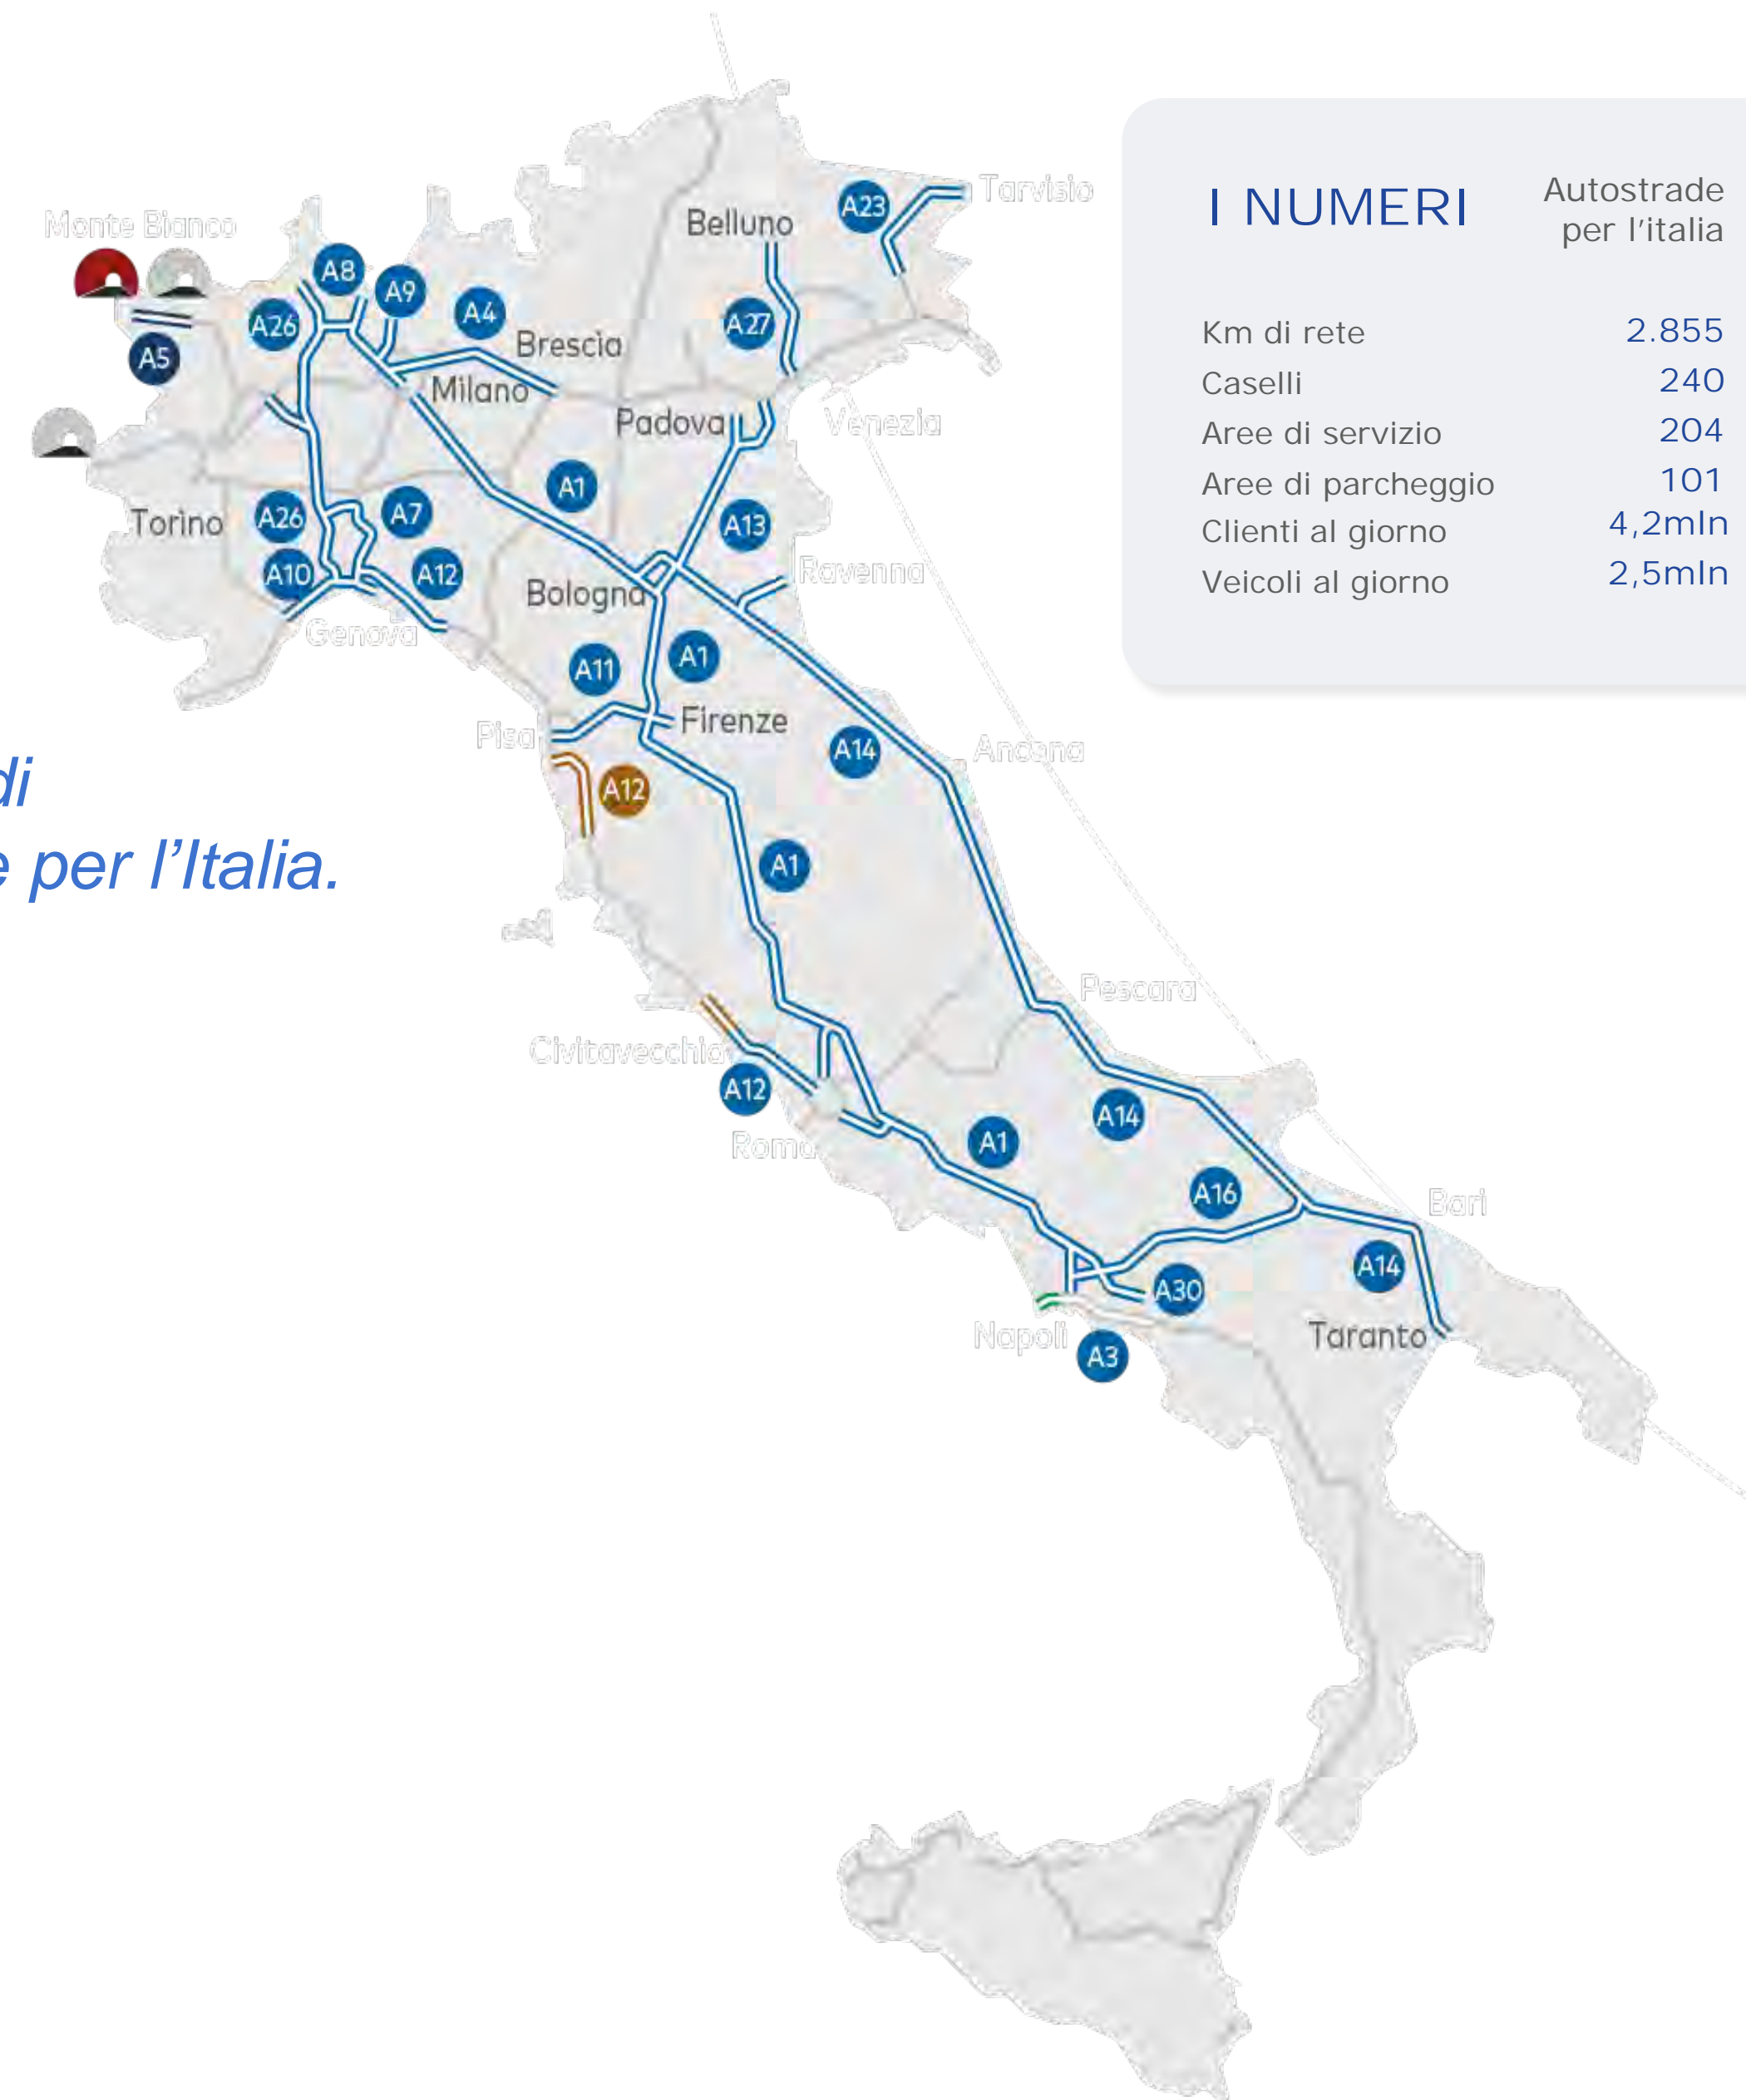 Tarvisio
A23
Belluno
Monte Bianco
A8
A9
A4
A26
A27
Brescia
A5
Milano
Padova
Venezia
A1
Torino
A26
A7
A13
A10
A12
Ravenna
Bologna
Genova
A11
A1
Firenze
Pisa
A14
Ancona
A12
A1
Pescara
Civitavecchia
A12
A14
Roma
A1
A16
Bari
A14
A30
Napoli
A3
Taranto
I NUMERI
Autostrade
per l'italia
Km di rete 2.855
Caselli 240
Aree di servizio 204
Aree di parcheggio 101
Clienti al giorno 4,2mln
Veicoli al giorno 2,5mln
di
e per l’Italia.